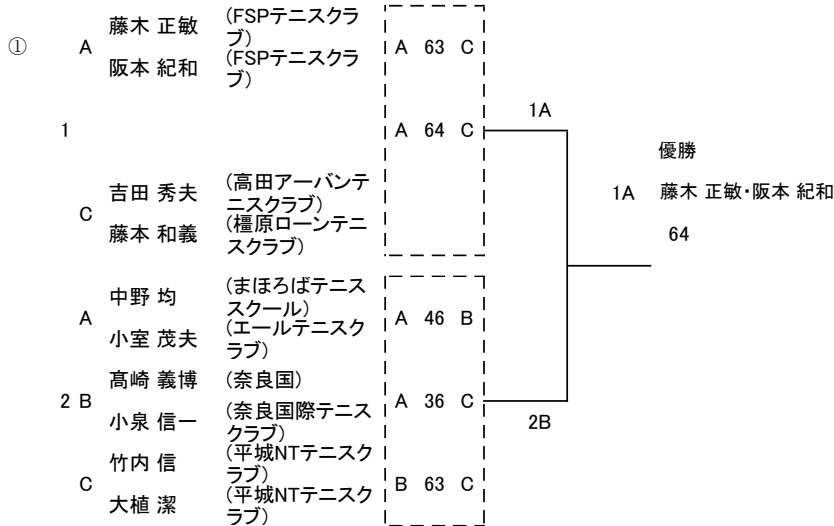 藤木 正敏 (FSPテニスクラブ)
① A A 63 C
阪本 紀和 (FSPテニスクラブ)
1A
1 A 64 C
優勝
吉田 秀夫 (高田アーバンテニスクラブ)
1A 藤木 正敏・阪本 紀和
C
藤本 和義 (橿原ローンテニスクラブ)
64
中野 均 (まほろばテニススクール)
A A 46 B
小室 茂夫 (エールテニスクラブ)
髙崎 義博 (奈良国)
2 B A 36 C
小泉 信一 (奈良国際テニスクラブ)
2B
竹内 信 (平城NTテニスクラブ)
C B 63 C
大植 潔 (平城NTテニスクラブ)